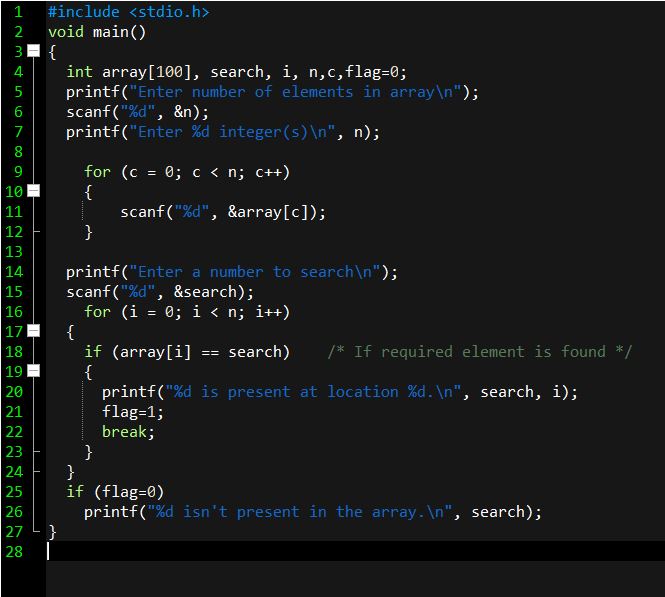 1 #include <stdio.h>
2 void main()
3 {
4 int array[100], search, i, n,c,flag=0;
5 printf("Enter number of elements in array\n");
6 scanf("%d", &n);
7 printf("Enter %d integer(s)\n", n);
8
9 for (c = 0; c < n; c++)
10 {
11 scanf("%d", &array[c]);
12 }
13
14 printf("Enter a number to search\n");
15 scanf("%d", &search);
16 for (i = 0; i < n; i++)
17 {
18 if (array[i] == search) /* If required element is found */
19 {
20 printf("%d is present at location %d.\n", search, i);
21 flag=1;
22 break;
23 }
24 }
25 if (flag=0)
26 printf("%d isn't present in the array.\n", search);
27 }
28